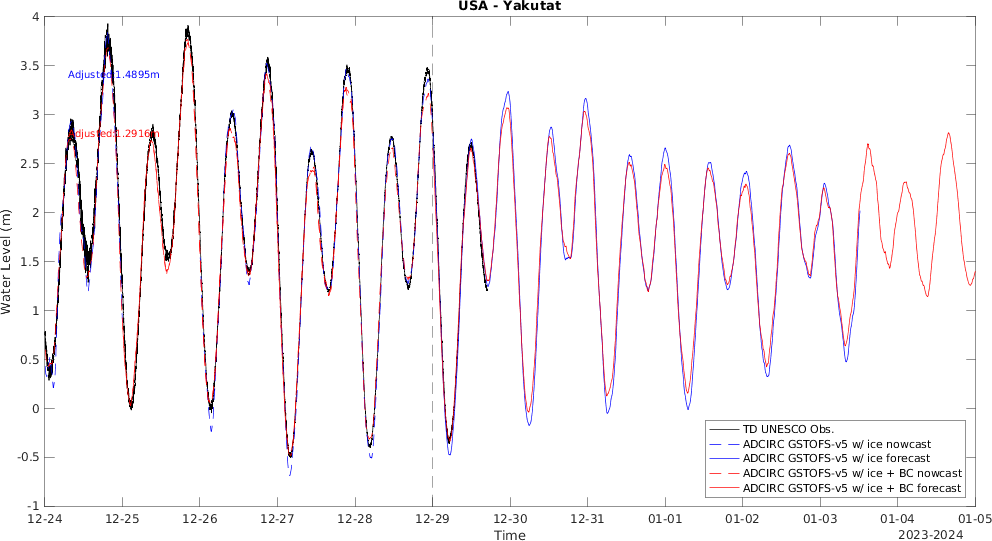 USA - Yakutat
Water Level (m)
4
3.5
3
2.5
2
1.5
1
0.5
0
-0.5
-1
Adjusted:1.4895m
Adjusted:1.2916m
TD UNESCO Obs.
ADCIRC GSTOFS-v5 w/ ice nowcast
ADCIRC GSTOFS-v5 w/ ice forecast
ADCIRC GSTOFS-v5 w/ ice + BC nowcast
ADCIRC GSTOFS-v5 w/ ice + BC forecast
12-24 12-25 12-26 12-27 12-28 12-29 12-30 12-31 01-01 01-02 01-03 01-04 01-05
Time
2023-2024